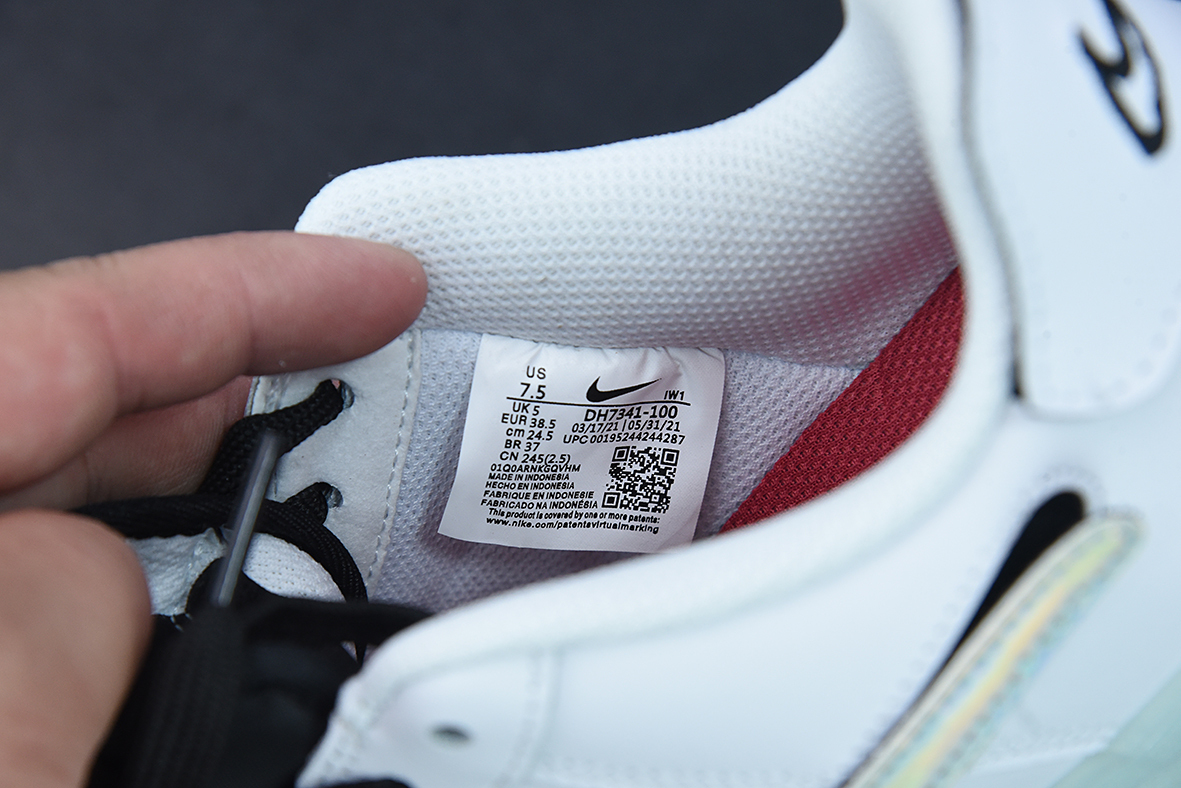 US
7.5
IW1
UK 5
DH7341-100
EUR 38.5
03/17/21 | 05/31/21
cm 24.5
UPC 00195244244287
BR 37
CN 245(2.5)
01Q0ARNKGQVHM
MADE IN INDONESIA
HECHO EN INDONESIA
FABRIQUE EN INDONESIE
FABRICADO NA INDONÉSIA
This product is covered by one or more patents:
www.nike.com/patentsvirtualmarking